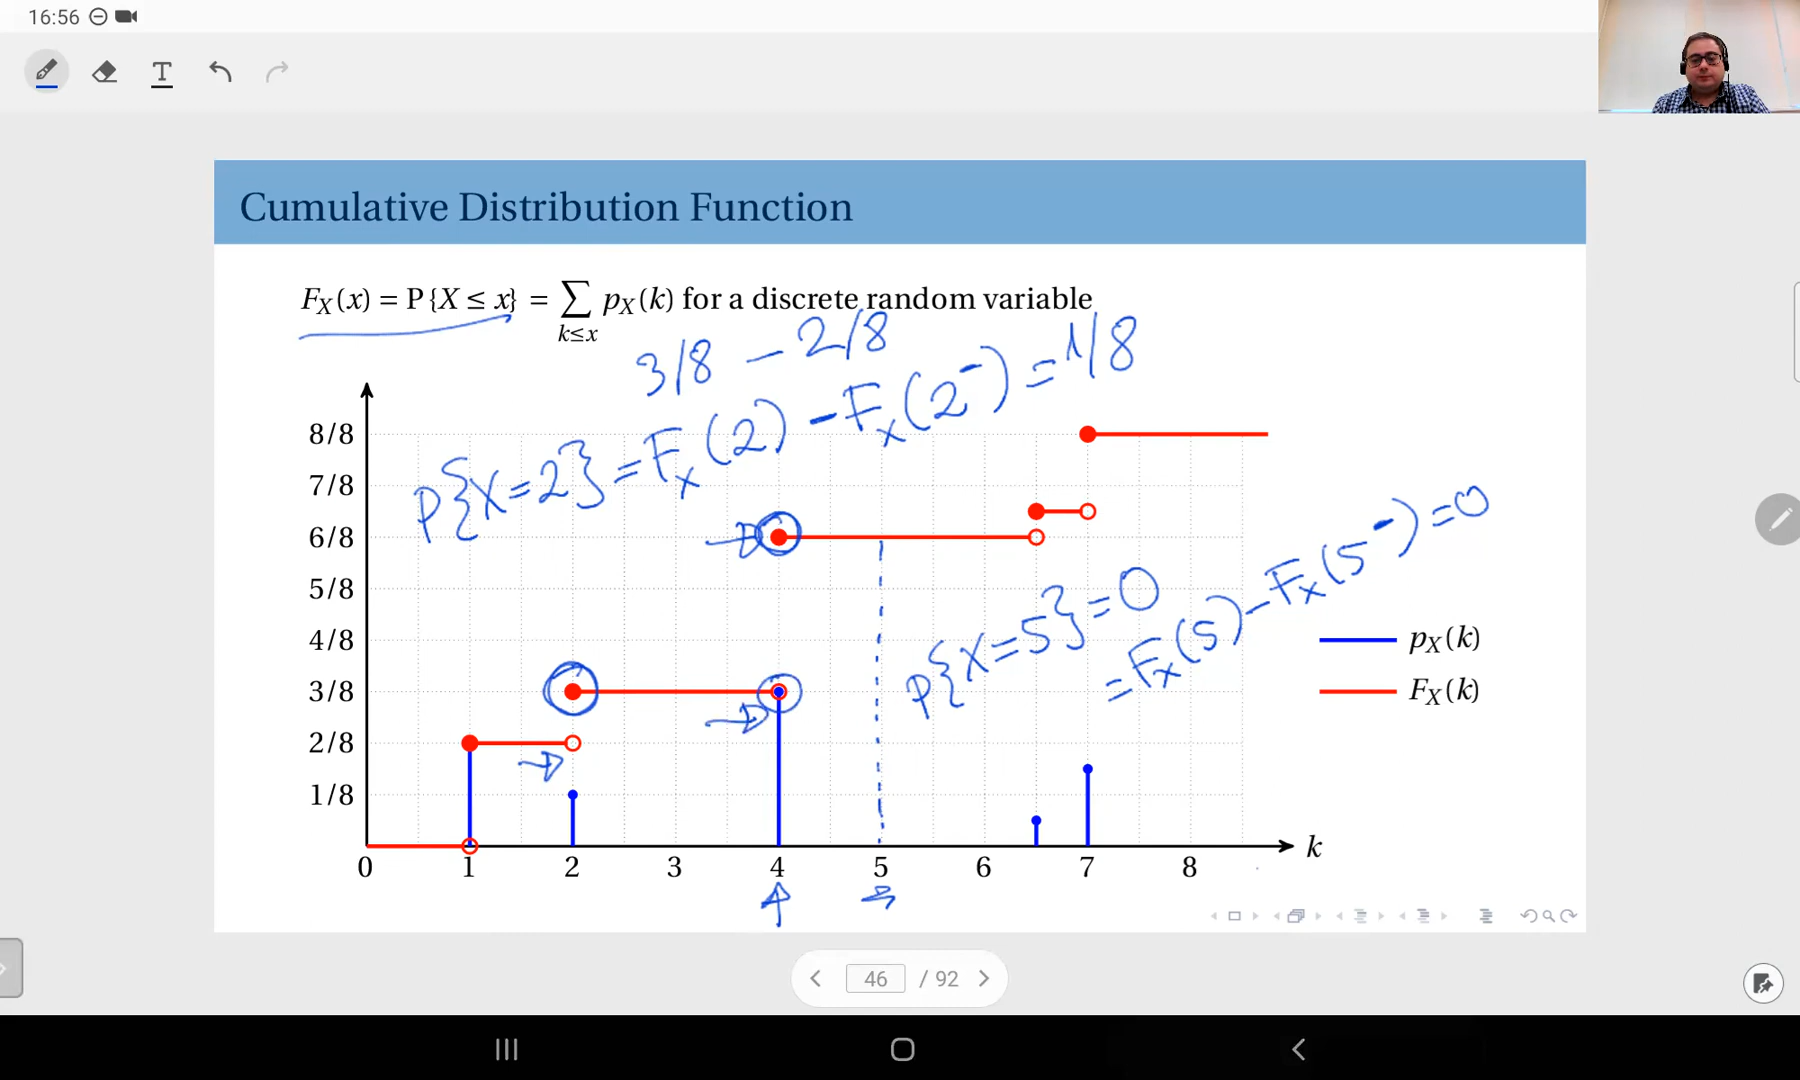 16:56
T
Cumulative Distribution Function
F_X(x) = P{X ≤ x} = ∑_{k≤x} p_X(k) for a discrete random variable
3/8 − 2/8
P{X=2} = F_X(2) − F_X(2⁻) = 1/8
8/8
7/8
6/8
5/8
4/8
3/8
2/8
1/8
P{X=5} = 0
= F_X(5) − F_X(5⁻) = 0
p_X(k)
F_X(k)
0 1 2 3 4 5 6 7 8 k
46 / 92